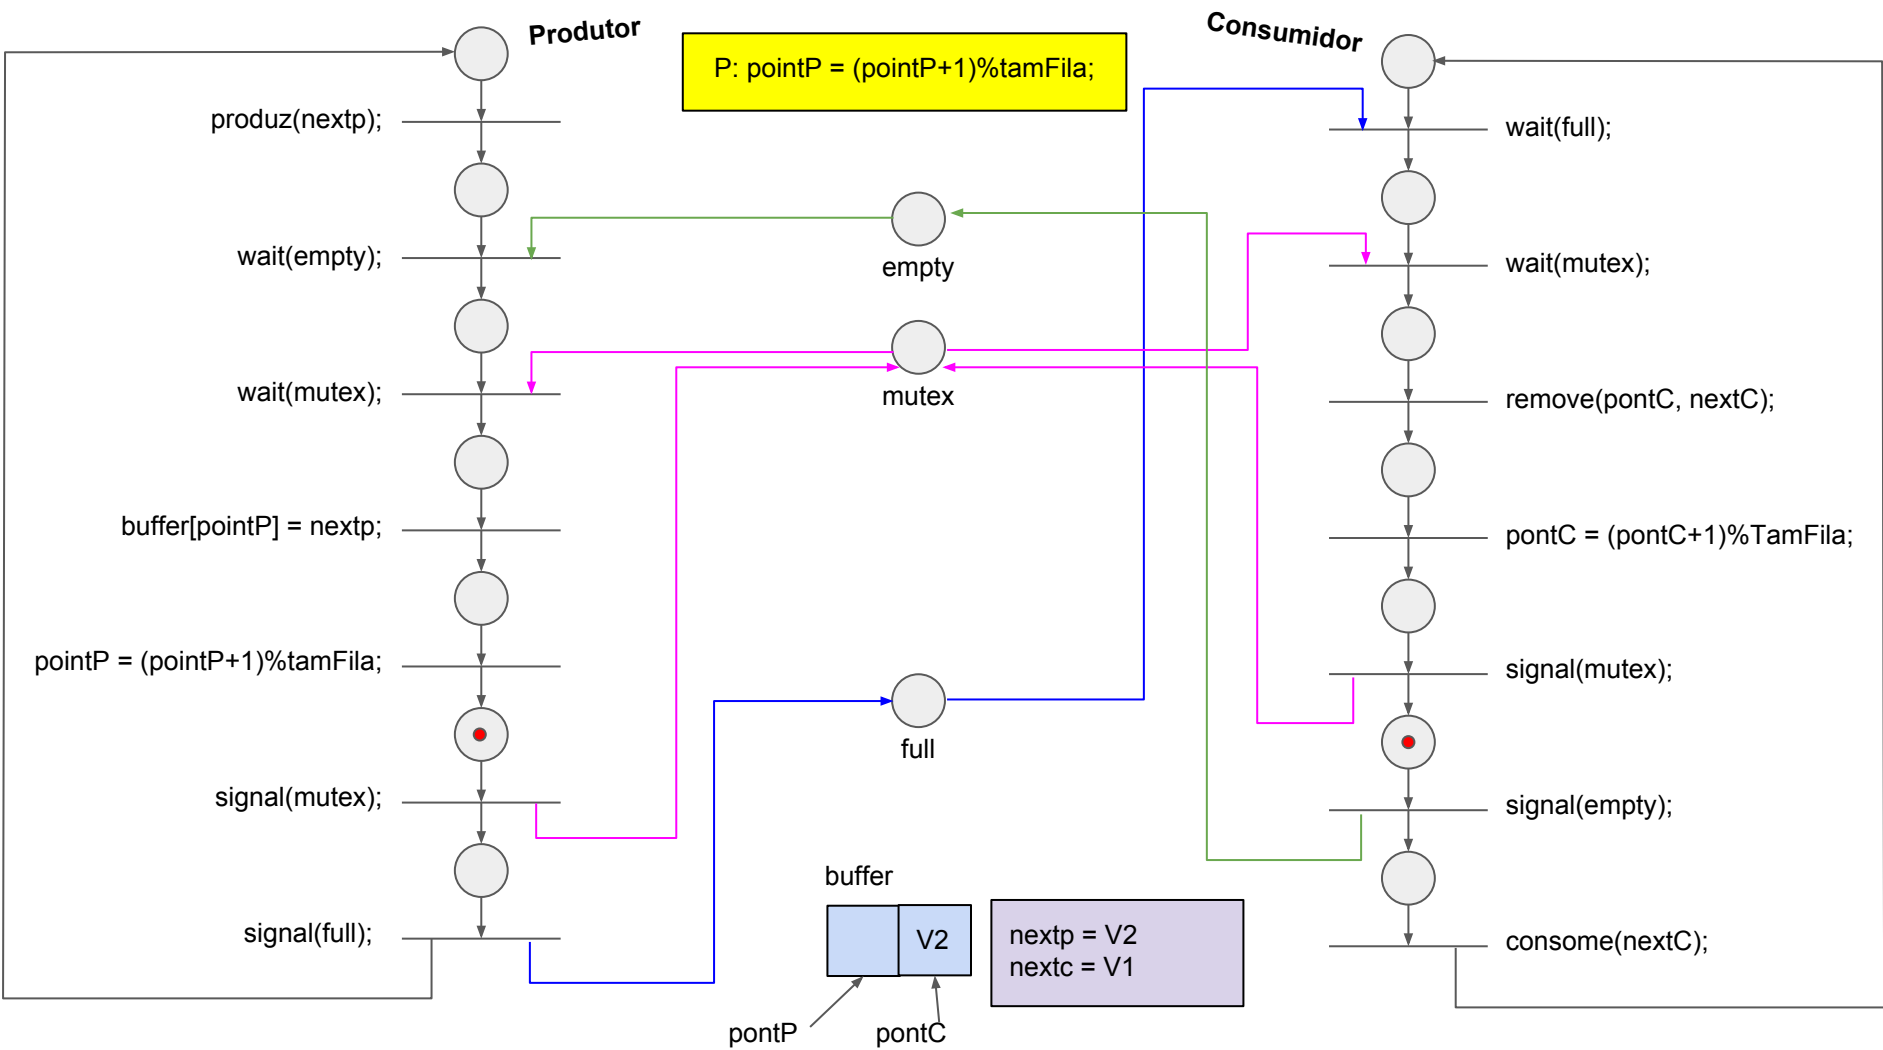 Produtor
P: pointP = (pointP+1)%tamFila;
Consumidor
produz(nextp);
wait(empty);
wait(mutex);
buffer[pointP] = nextp;
pointP = (pointP+1)%tamFila;
signal(mutex);
signal(full);
empty
mutex
full
buffer
V2
pontP
pontC
nextp = V2
nextc = V1
wait(full);
wait(mutex);
remove(pontC, nextC);
pontC = (pontC+1)%TamFila;
signal(mutex);
signal(empty);
consome(nextC);